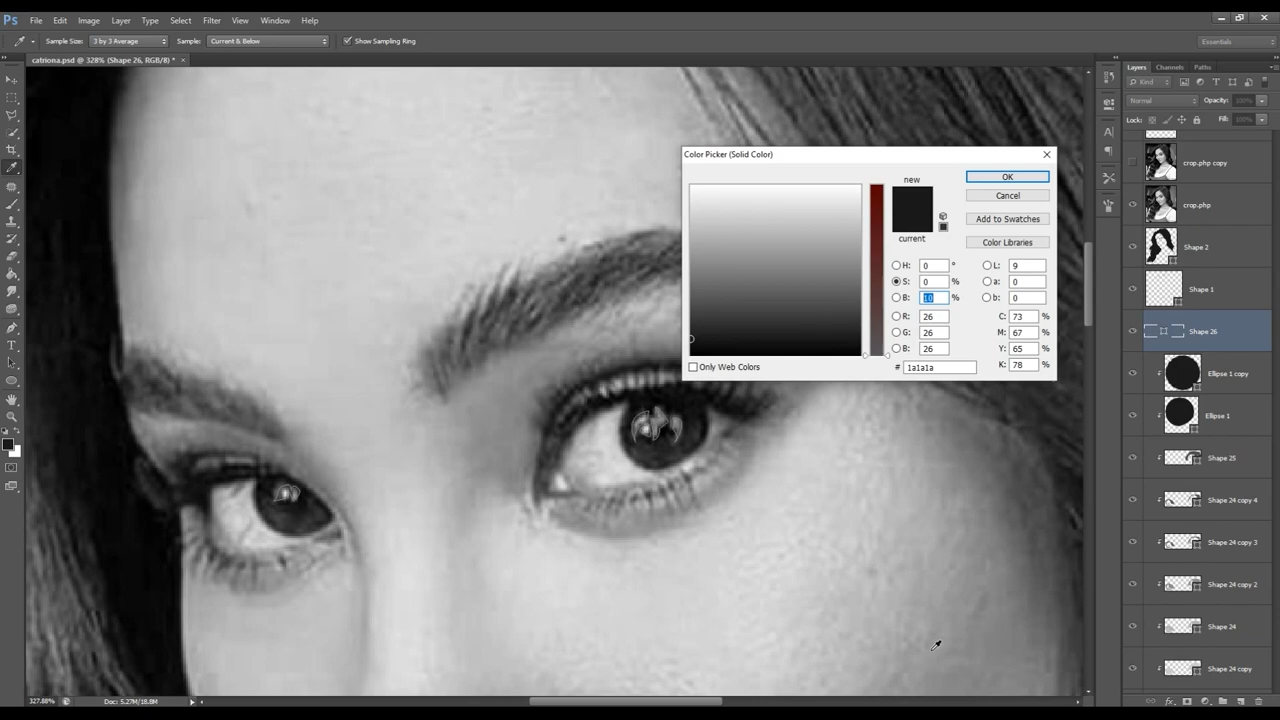 Ps File Edit Image Layer Type Select Filter View Window Help
Sample Size: 3 by 3 Average Sample: Current & Below Show Sampling Ring Essentials
catriona.psd @ 328% (Shape 26, RGB/8) * ×
Layers Channels Paths
Kind
Normal Opacity: 100%
Lock: Fill: 100%
crop.php copy
crop.php
Shape 2
Shape 1
Shape 26
Ellipse 1 copy
Ellipse 1
Shape 25
Shape 24 copy 4
Shape 24 copy 3
Shape 24 copy 2
Shape 24
Shape 24 copy
Color Picker (Solid Color)
new
current
OK
Cancel
Add to Swatches
Color Libraries
H: 0 ° L: 9
S: 0 % a: 0
B: 10 % b: 0
R: 26 C: 73 %
G: 26 M: 67 %
B: 26 Y: 65 %
# 1a1a1a K: 78 %
Only Web Colors
327.88% Doc: 5.27M/18.8M